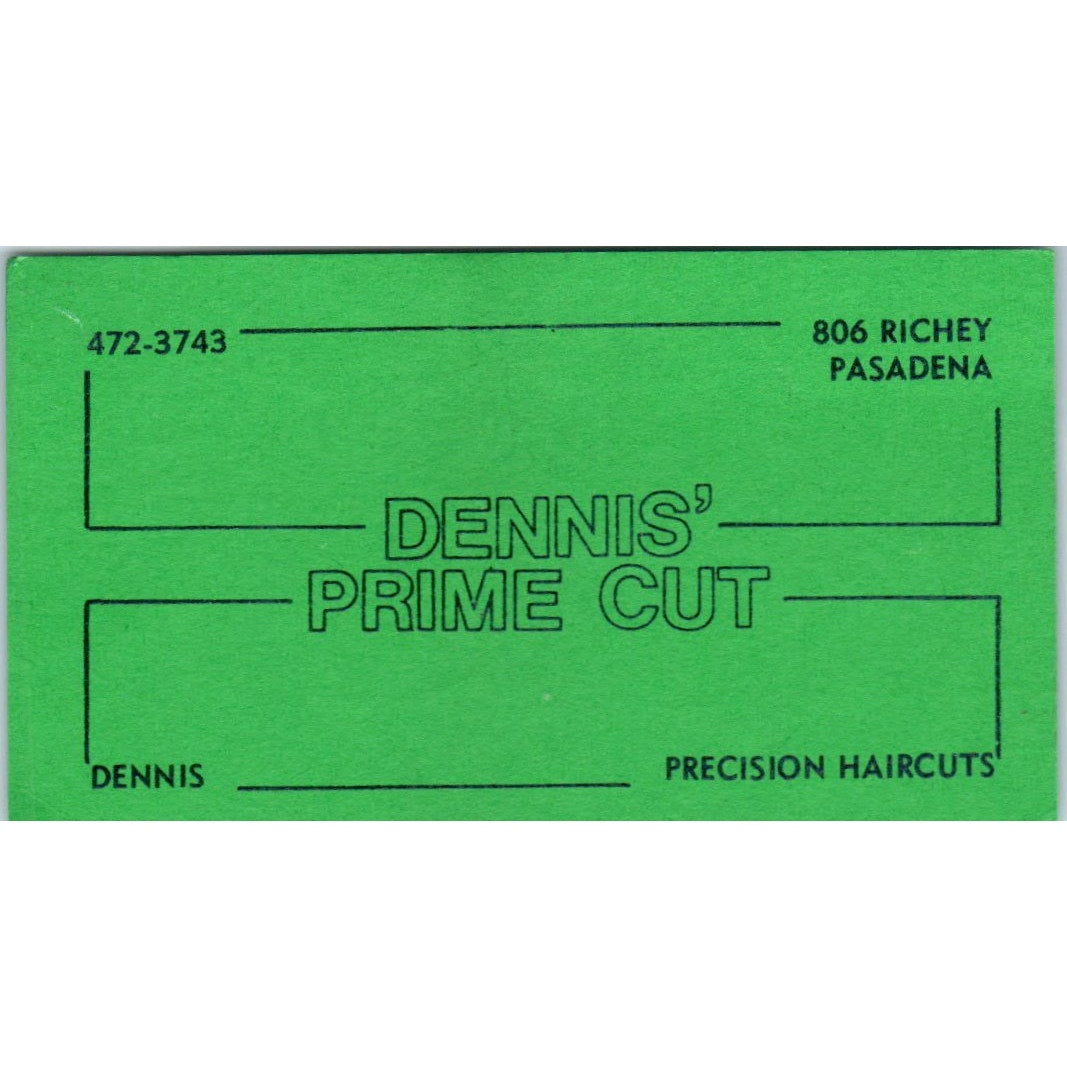 472-3743
806 RICHEY
PASADENA
DENNIS'
PRIME CUT
DENNIS
PRECISION HAIRCUTS